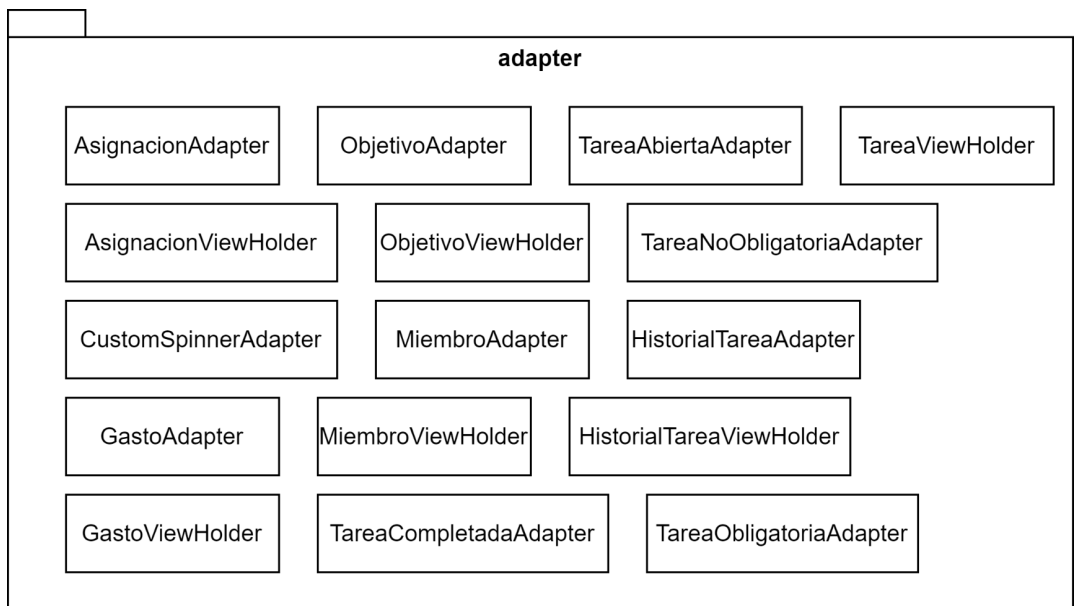 adapter
AsignacionAdapter
ObjetivoAdapter
TareaAbiertaAdapter
TareaViewHolder
AsignacionViewHolder
ObjetivoViewHolder
TareaNoObligatoriaAdapter
CustomSpinnerAdapter
MiembroAdapter
HistorialTareaAdapter
GastoAdapter
MiembroViewHolder
HistorialTareaViewHolder
GastoViewHolder
TareaCompletadaAdapter
TareaObligatoriaAdapter